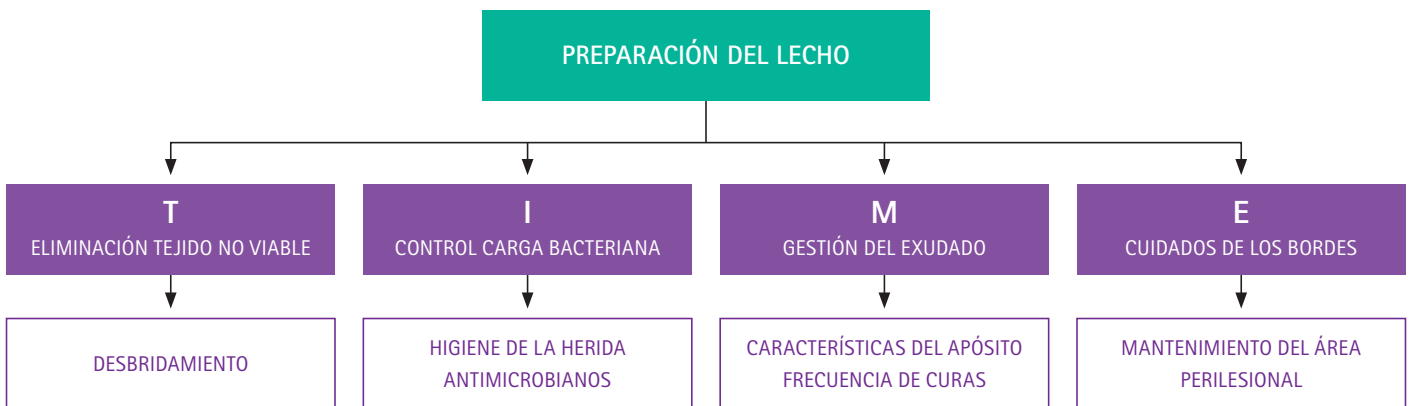 PREPARACIÓN DEL LECHO
T
ELIMINACIÓN TEJIDO NO VIABLE
DESBRIDAMIENTO
I
CONTROL CARGA BACTERIANA
HIGIENE DE LA HERIDA
ANTIMICROBIANOS
M
GESTIÓN DEL EXUDADO
CARACTERÍSTICAS DEL APÓSITO
FRECUENCIA DE CURAS
E
CUIDADOS DE LOS BORDES
MANTENIMIENTO DEL ÁREA
PERILESIONAL